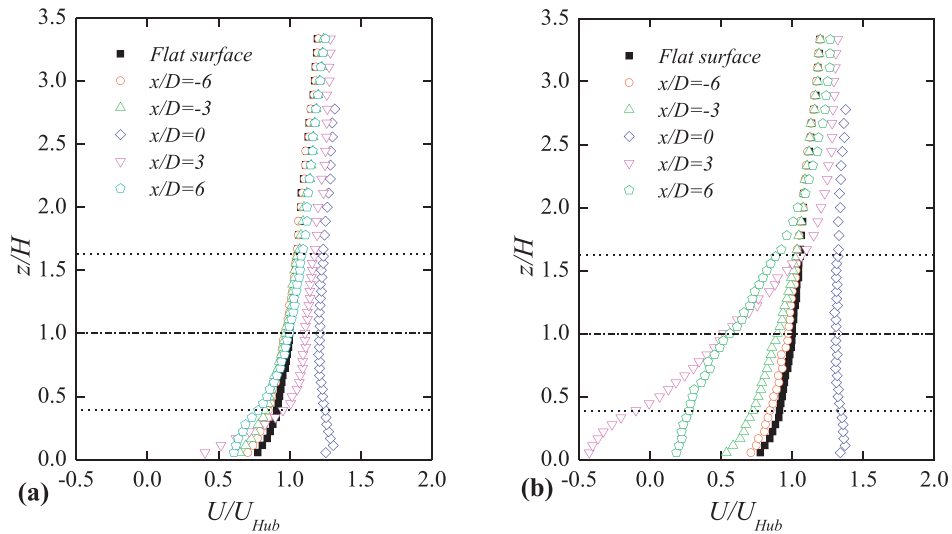 3.5
3.0
2.5
2.0
1.5
1.0
0.5
0.0
z/H
Flat surface
x/D=-6
x/D=-3
x/D=0
x/D=3
x/D=6
-0.5 0.0 0.5 1.0 1.5 2.0
(a)
U/U_Hub
3.5
3.0
2.5
2.0
1.5
1.0
0.5
0.0
z/H
Flat surface
x/D=-6
x/D=-3
x/D=0
x/D=3
x/D=6
-0.5 0.0 0.5 1.0 1.5 2.0
(b)
U/U_Hub